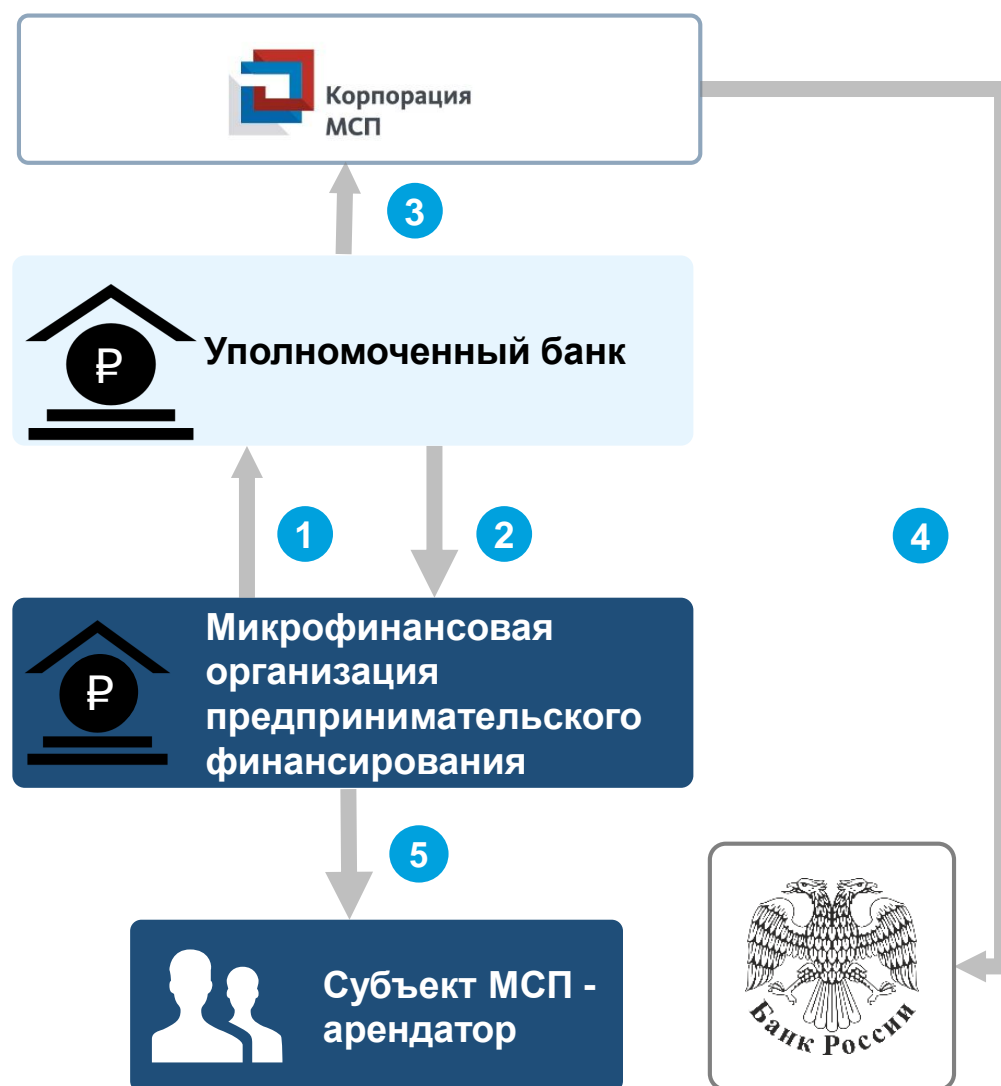 Корпорация
МСП
3
₽
Уполномоченный банк
1
2
4
₽
Микрофинансовая
организация
предпринимательского
финансирования
5
Субъект МСП -
арендатор
Банк России